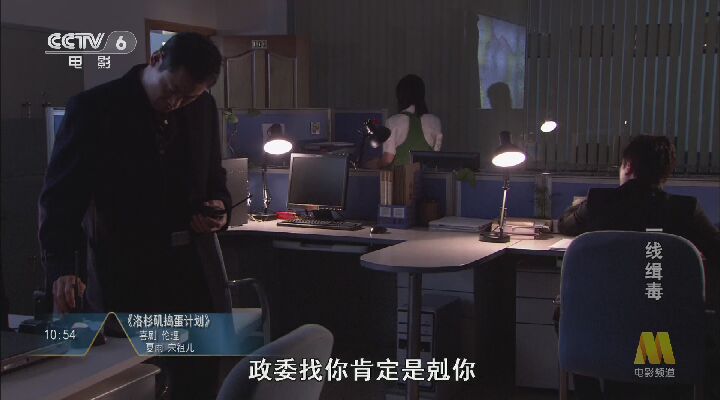 CCTV 6
电影
一线缉毒
《洛杉矶捣蛋计划》
10:54
喜剧 伦理
夏雨 宋祖儿
政委找你肯定是剋你
电影频道